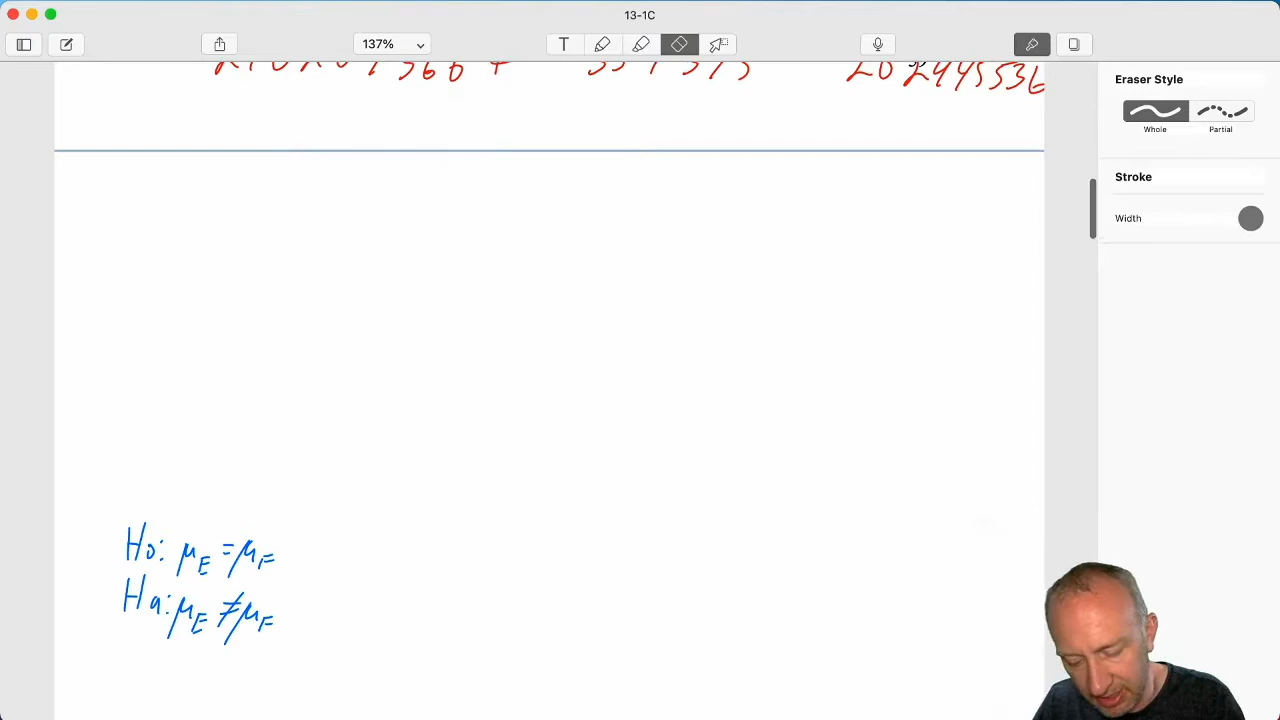 13-1C
137%
T
Eraser Style
Whole
Partial
Stroke
Width
Ho: μE = μF
Ha: μE ≠ μF